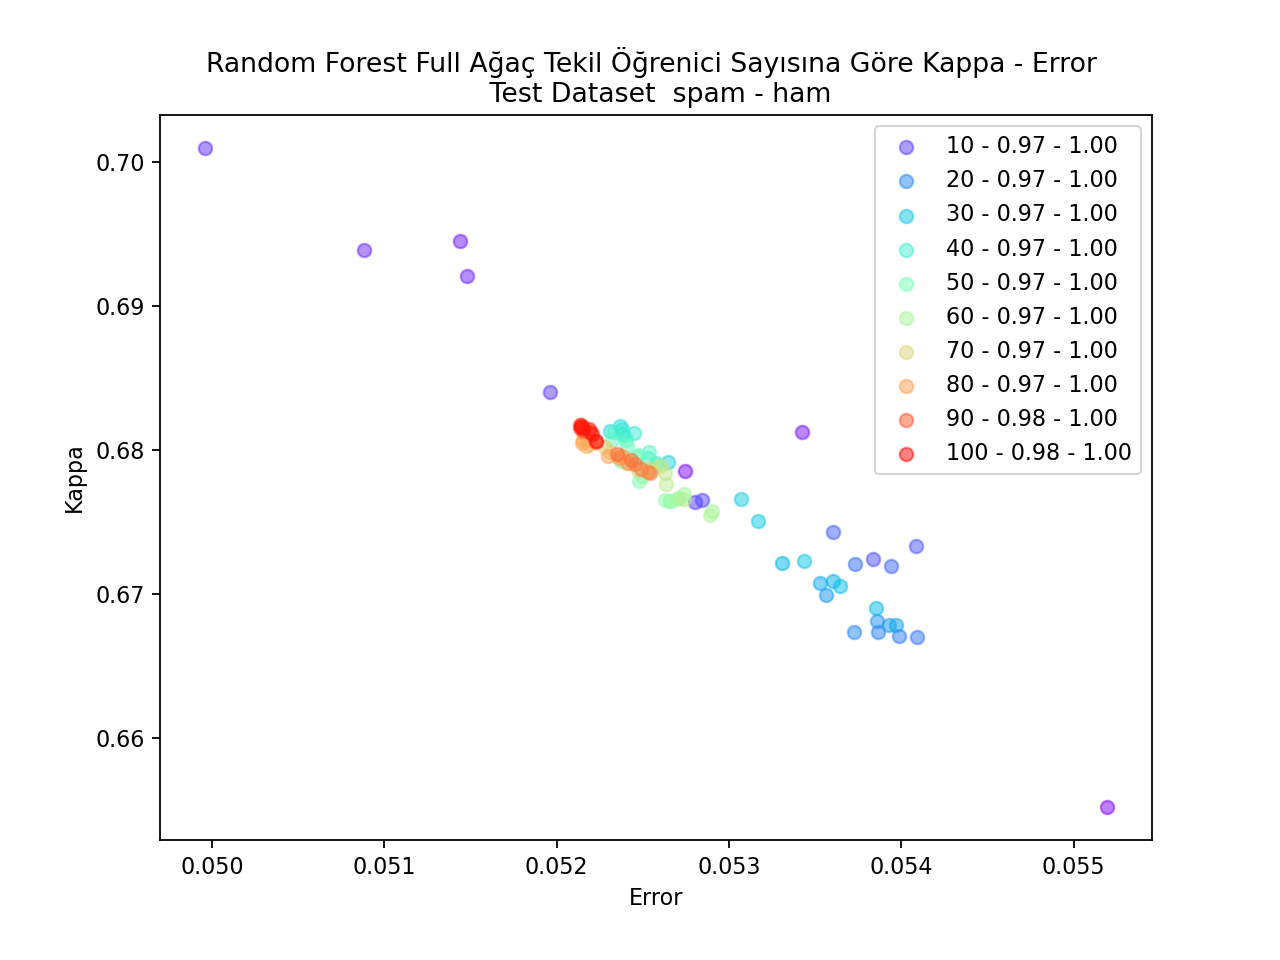 Random Forest Full Ağaç Tekil Öğrenici Sayısına Göre Kappa - Error
Test Dataset  spam - ham
Kappa
0.70
0.69
0.68
0.67
0.66
10 - 0.97 - 1.00
20 - 0.97 - 1.00
30 - 0.97 - 1.00
40 - 0.97 - 1.00
50 - 0.97 - 1.00
60 - 0.97 - 1.00
70 - 0.97 - 1.00
80 - 0.97 - 1.00
90 - 0.98 - 1.00
100 - 0.98 - 1.00
0.050 0.051 0.052 0.053 0.054 0.055
Error